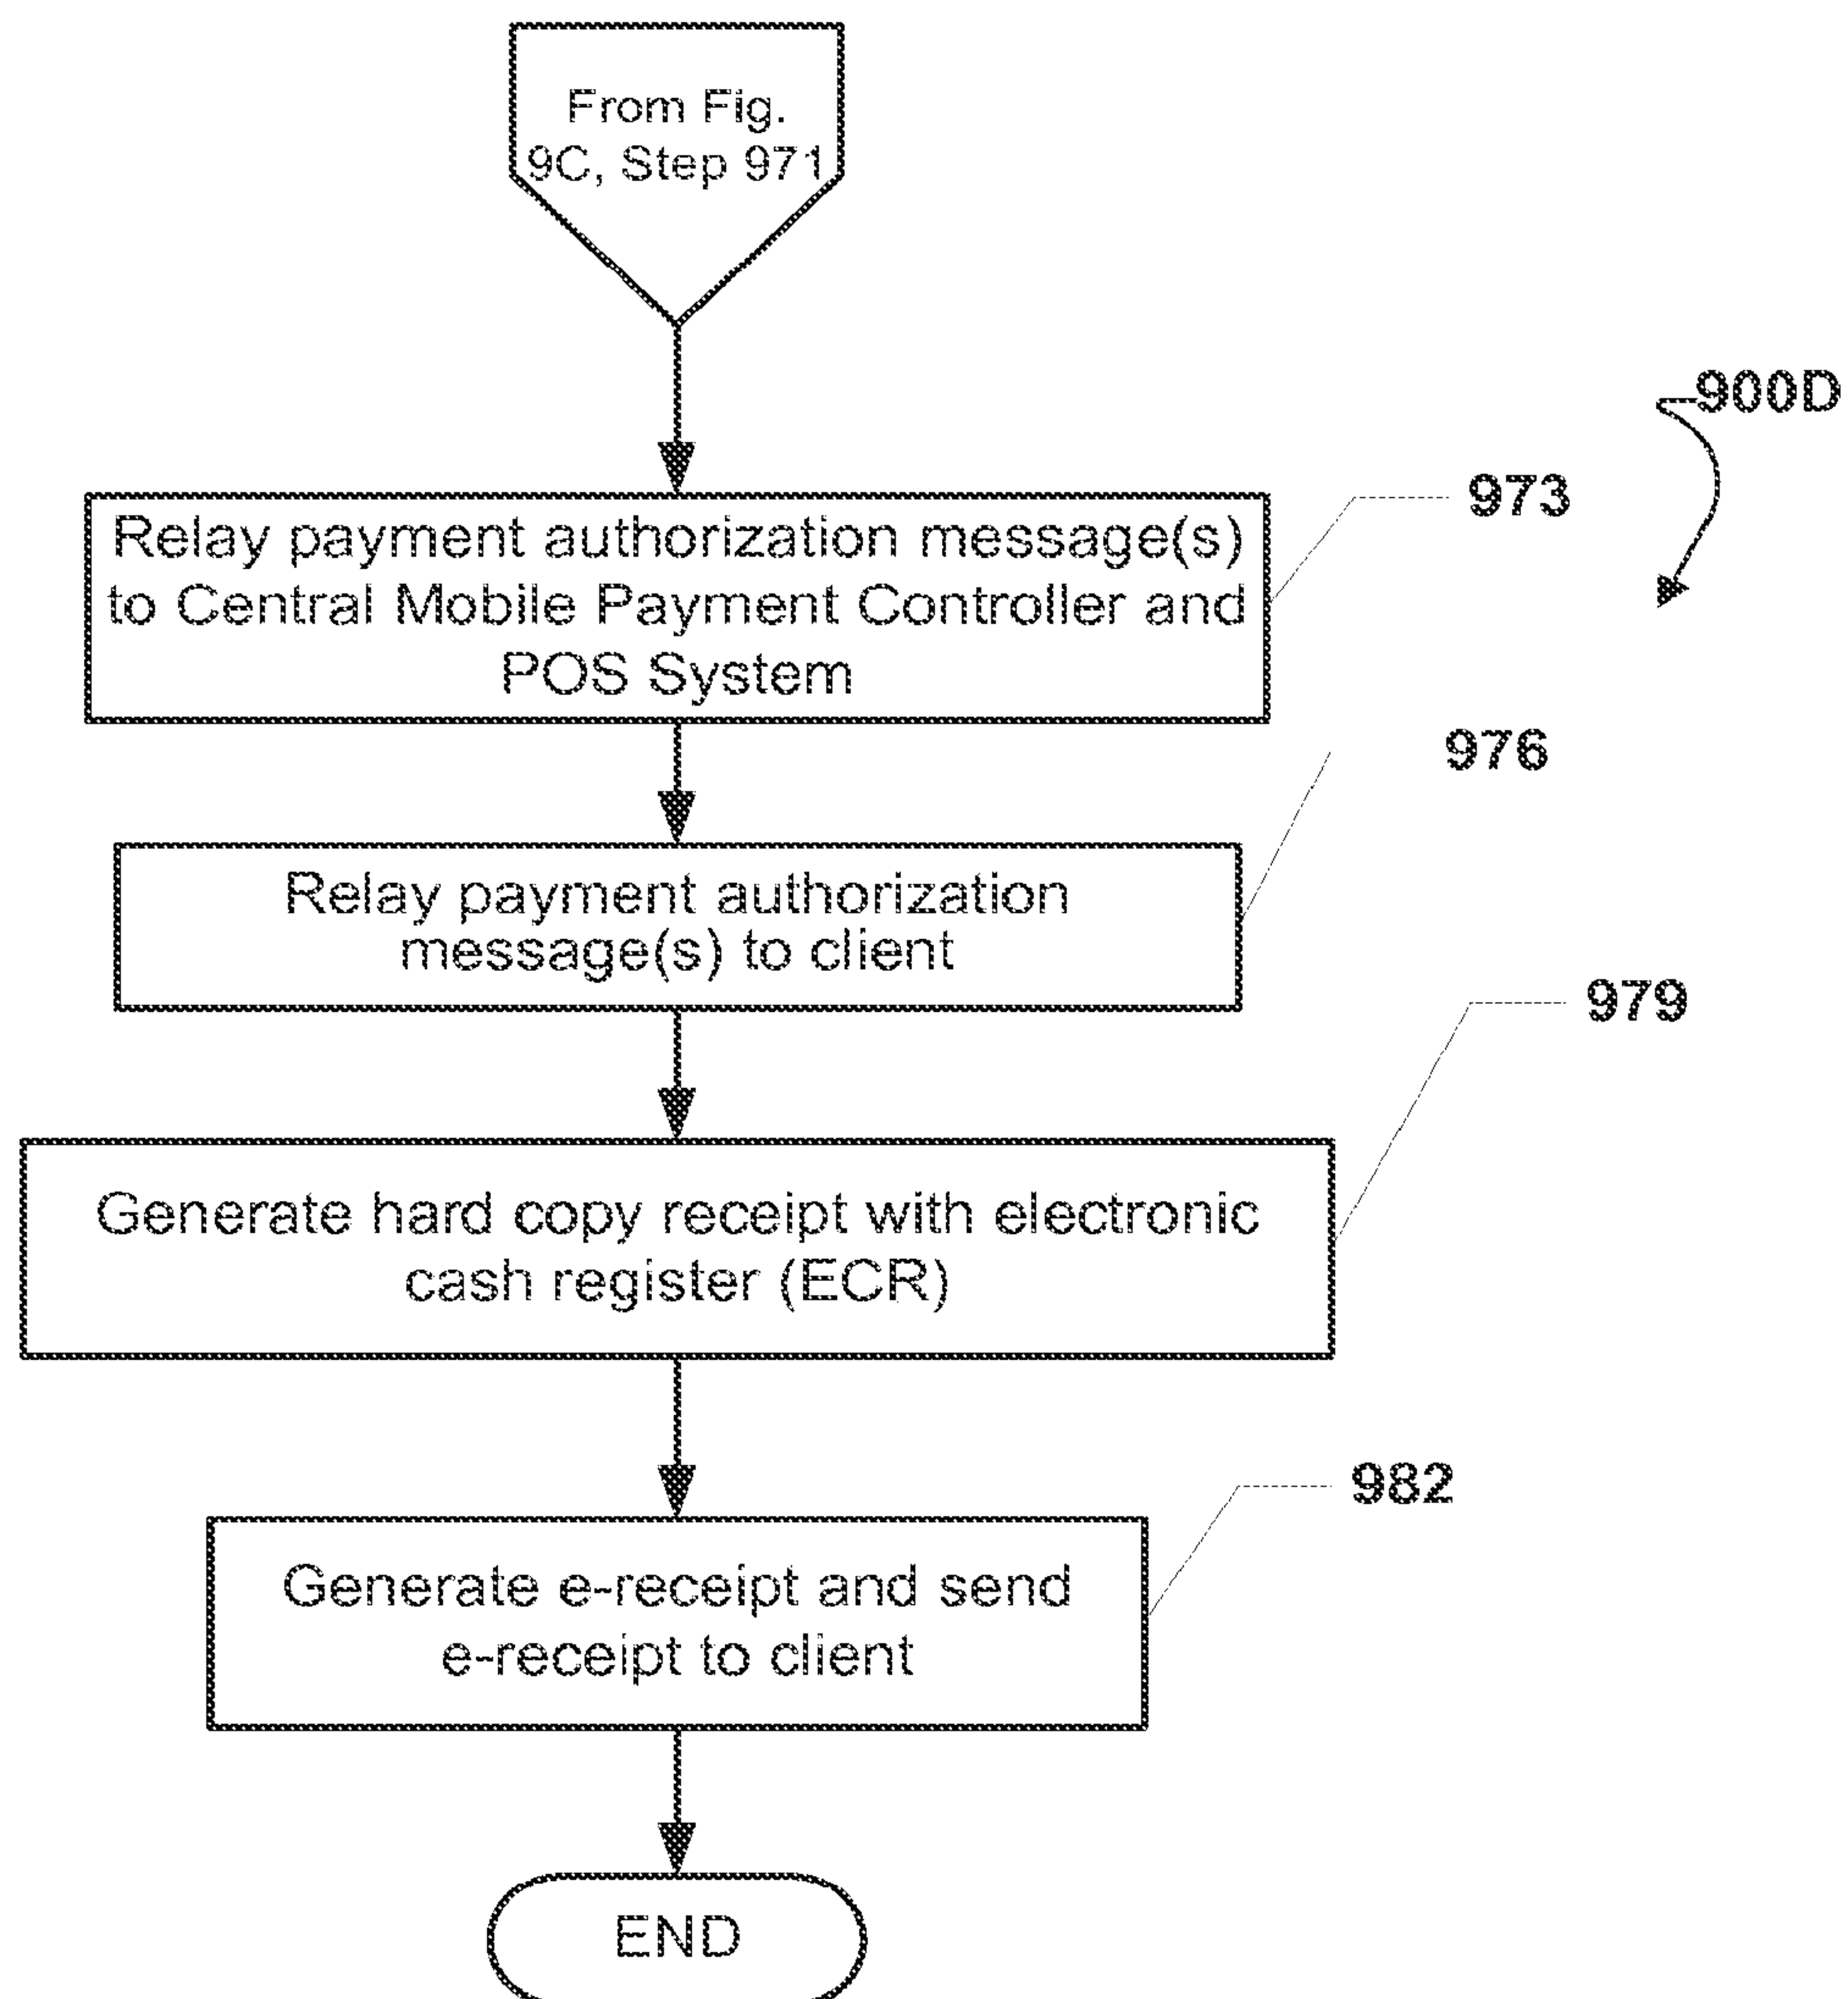 From Fig.
9C, Step 971
900D
973
Relay payment authorization message(s)
to Central Mobile Payment Controller and
POS System
976
Relay payment authorization
message(s) to client
979
Generate hard copy receipt with electronic
cash register (ECR)
982
Generate e-receipt and send
e-receipt to client
END